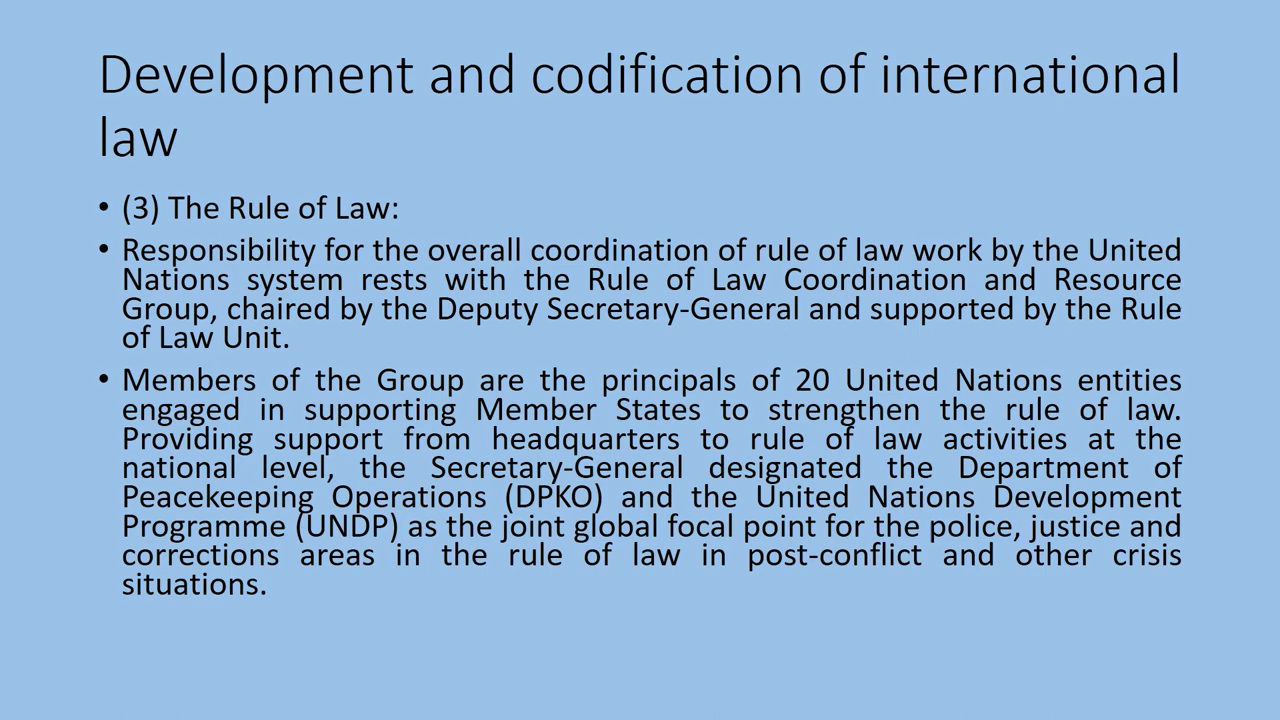 Development and codification of international
law
• (3) The Rule of Law:
• Responsibility for the overall coordination of rule of law work by the United
Nations system rests with the Rule of Law Coordination and Resource
Group, chaired by the Deputy Secretary-General and supported by the Rule
of Law Unit.
• Members of the Group are the principals of 20 United Nations entities
engaged in supporting Member States to strengthen the rule of law.
Providing support from headquarters to rule of law activities at the
national level, the Secretary-General designated the Department of
Peacekeeping Operations (DPKO) and the United Nations Development
Programme (UNDP) as the joint global focal point for the police, justice and
corrections areas in the rule of law in post-conflict and other crisis
situations.